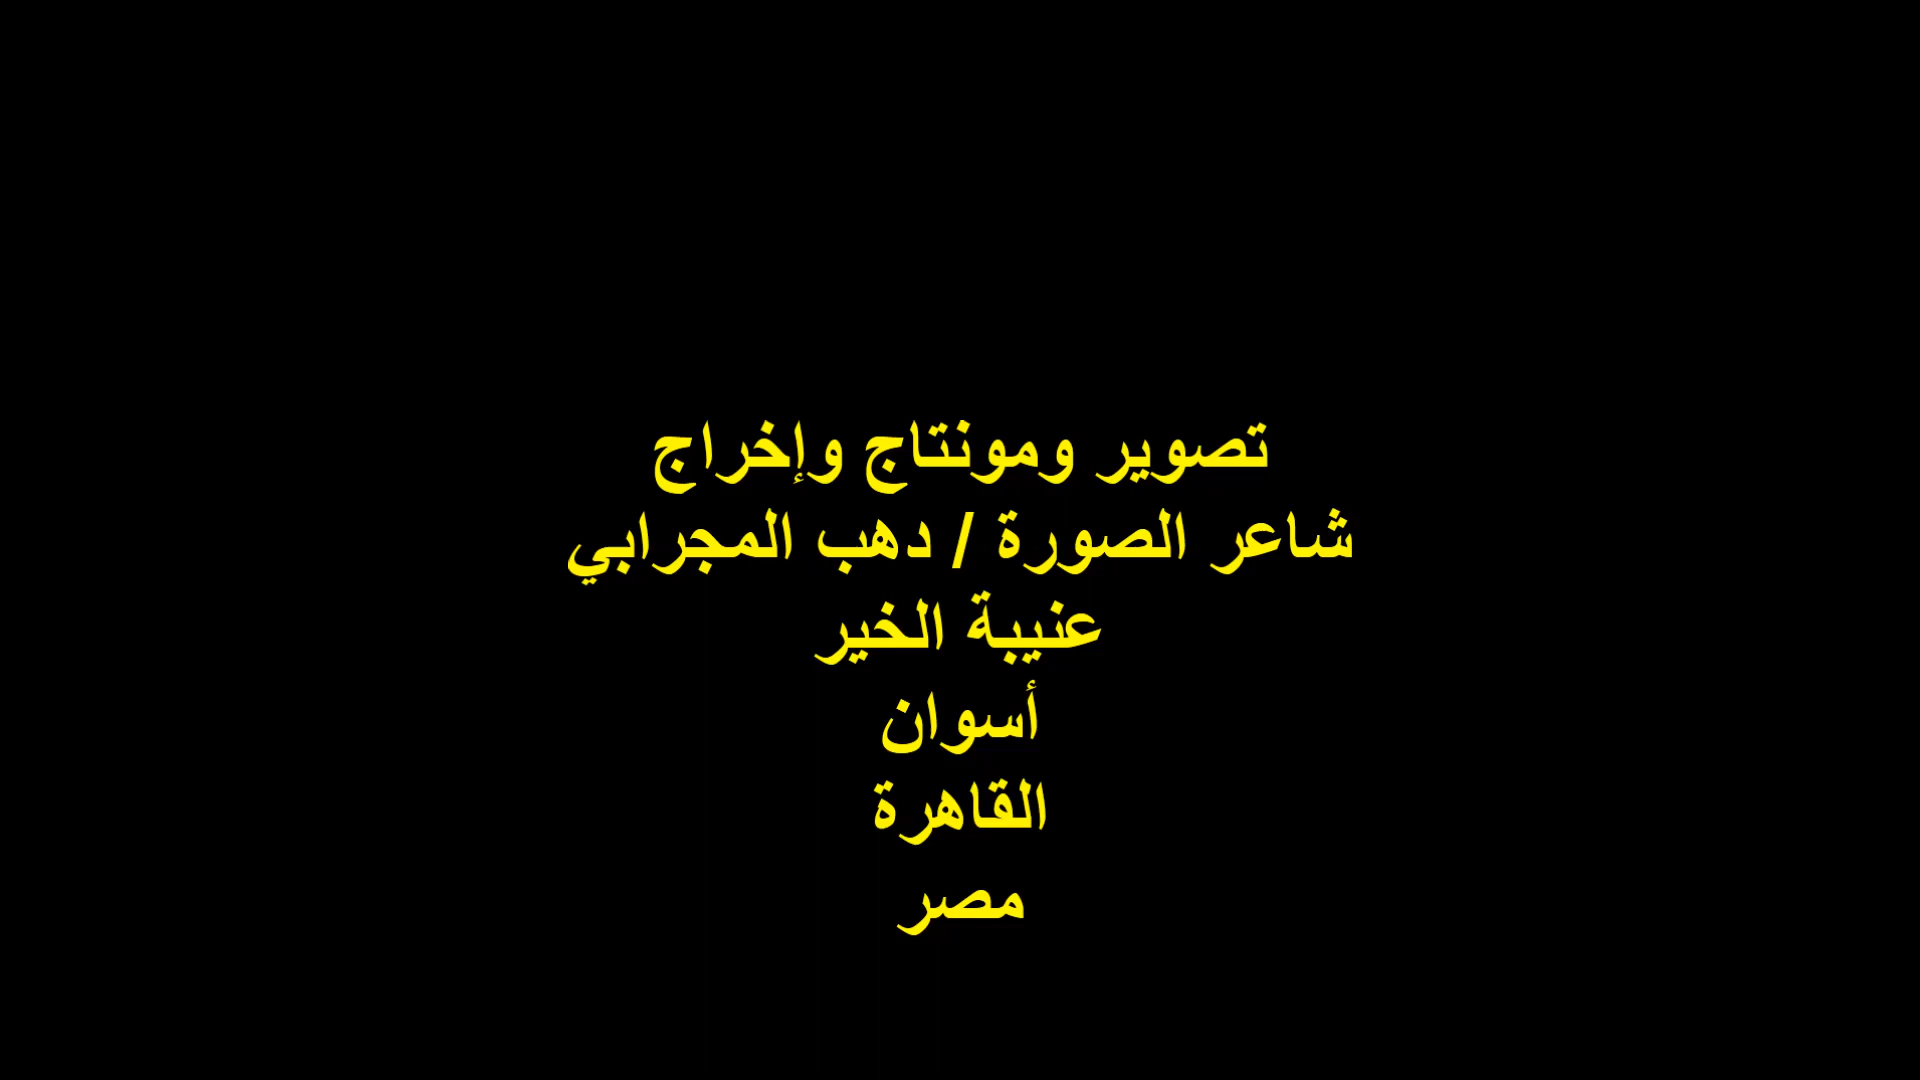 تصوير ومونتاج وإخراج
شاعر الصورة / دهب المجرابي
عنيبة الخير
أسوان
القاهرة
مصر